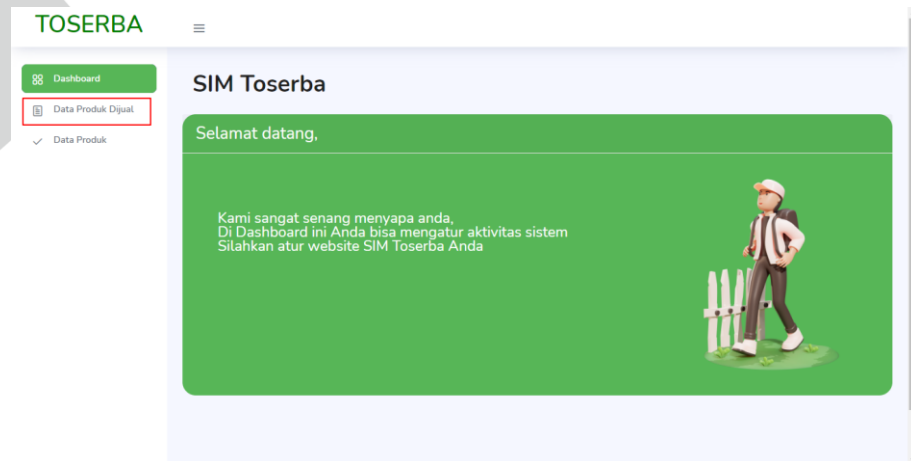 TOSERBA
Dashboard
Data Produk Dijual
Data Produk
SIM Toserba
Selamat datang,
Kami sangat senang menyapa anda,
Di Dashboard ini Anda bisa mengatur aktivitas sistem
Silahkan atur website SIM Toserba Anda